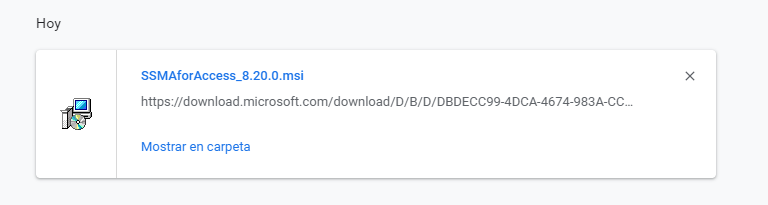 Hoy
SSMAforAccess_8.20.0.msi
https://download.microsoft.com/download/D/B/D/DBDECC99-4DCA-4674-983A-CC...
Mostrar en carpeta